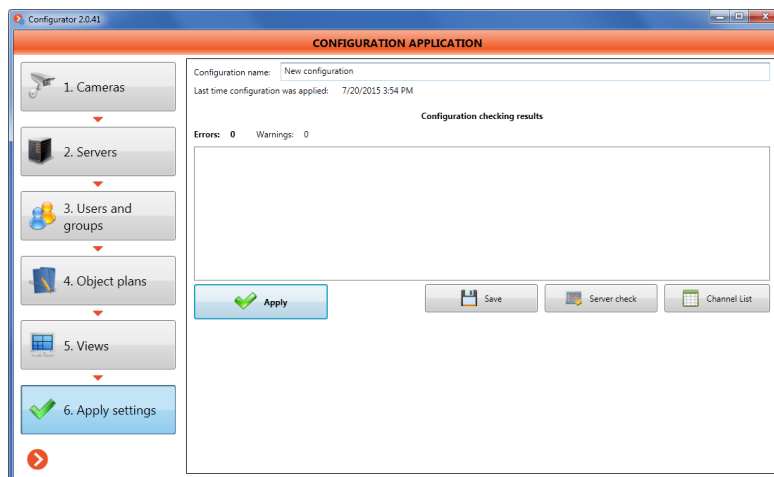 Configurator 2.0.41
CONFIGURATION APPLICATION
1. Cameras
2. Servers
3. Users and
groups
4. Object plans
5. Views
6. Apply settings
Configuration name: New configuration
Last time configuration was applied: 7/20/2015 3:54 PM
Configuration checking results
Errors: 0 Warnings: 0
Apply
Save
Server check
Channel List